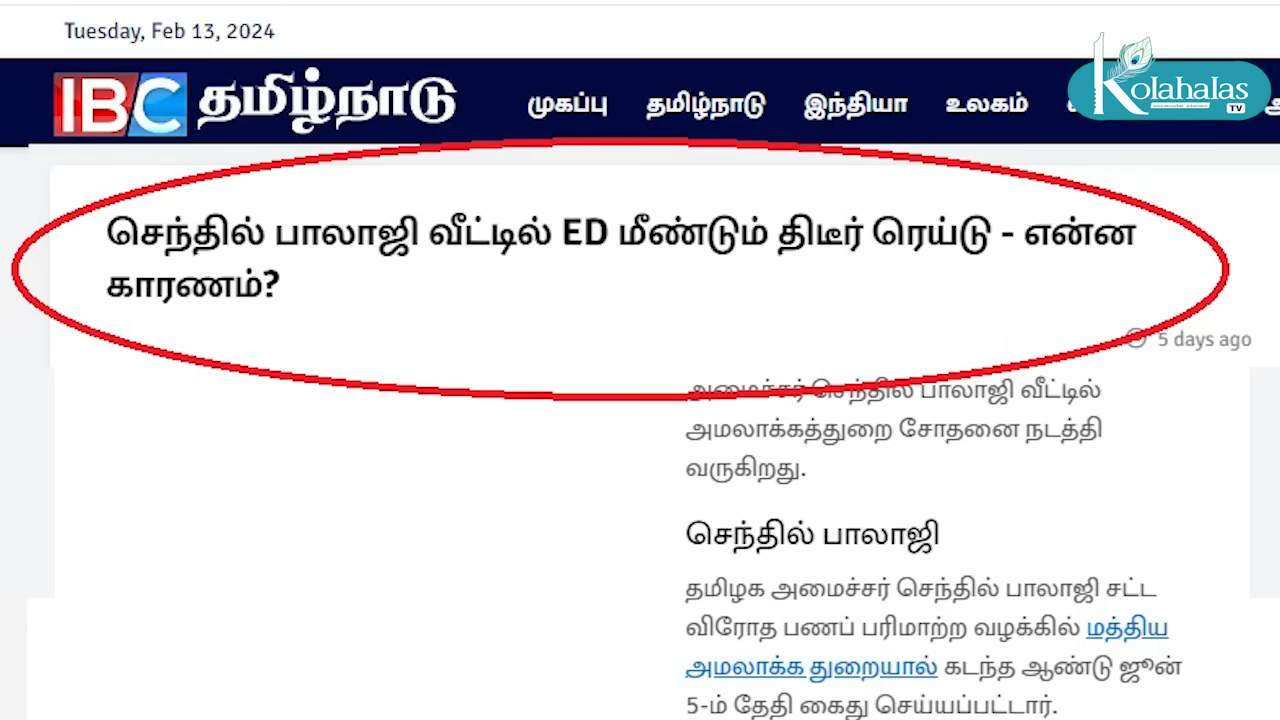 Tuesday, Feb 13, 2024
IBC தமிழ்நாடு
முகப்பு தமிழ்நாடு இந்தியா உலகம்
Kolahalas
TV
செந்தில் பாலாஜி வீட்டில் ED மீண்டும் திடீர் ரெய்டு - என்ன
காரணம்?
5 days ago
அமைச்சர் செந்தில் பாலாஜி வீட்டில்
அமலாக்கத்துறை சோதனை நடத்தி
வருகிறது.
செந்தில் பாலாஜி
தமிழக அமைச்சர் செந்தில் பாலாஜி சட்ட
விரோத பணப் பரிமாற்ற வழக்கில் மத்திய
அமலாக்க துறையால் கடந்த ஆண்டு ஜூன்
5-ம் தேதி கைது செய்யப்பட்டார்.